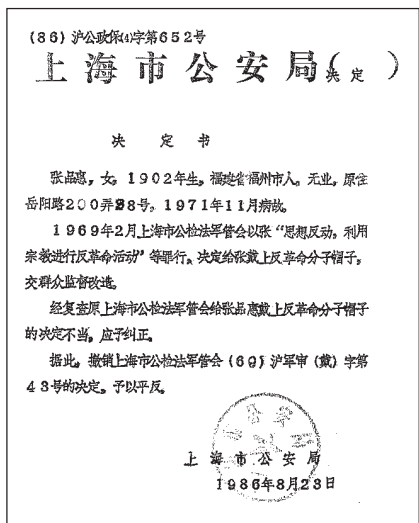 (86)沪公政保(4)字第652号
上海市公安局(决定)
决定书
张品惠，女，1902年生，福建省福州市人，无业，原住
岳阳路200弄28号，1971年11月病故。
1969年2月上海市公检法军管会以张“思想反动，利用
宗教进行反革命活动”等罪行，决定给张戴上反革命分子帽子，
交群众监督改造。
经复查原上海市公检法军管会给张品惠戴上反革命分子帽子
的决定不当，应予纠正。
据此，撤销上海市公检法军管会(69)沪军审(戴)字第
43号的决定，予以平反。
上海市公安局
1986年8月23日